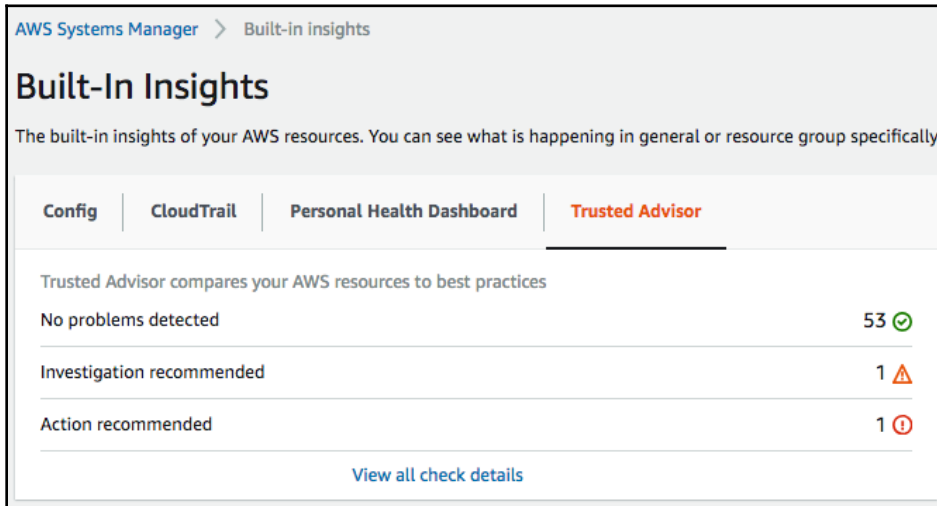 AWS Systems Manager > Built-in insights
Built-In Insights
The built-in insights of your AWS resources. You can see what is happening in general or resource group specifically
Config CloudTrail Personal Health Dashboard Trusted Advisor
Trusted Advisor compares your AWS resources to best practices
No problems detected 53
Investigation recommended 1
Action recommended 1
View all check details